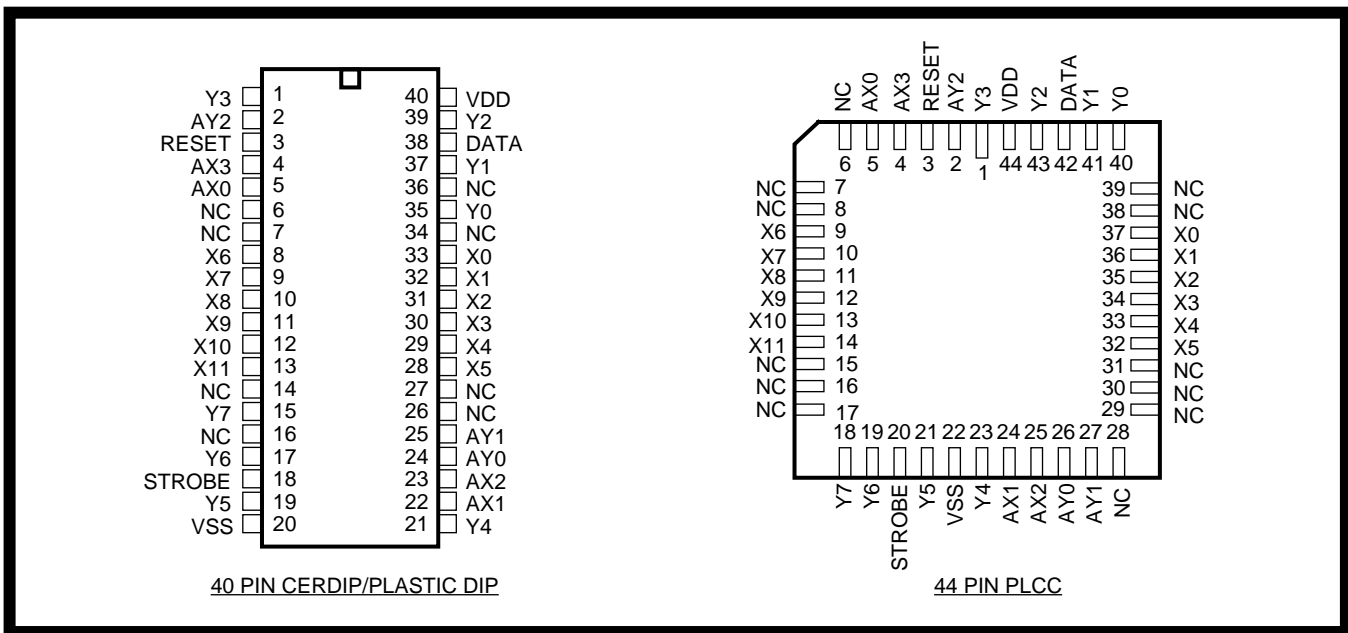 Y3 1 40 VDD
AY2 2 39 Y2
RESET 3 38 DATA
AX3 4 37 Y1
AX0 5 36 NC
NC 6 35 Y0
NC 7 34 NC
X6 8 33 X0
X7 9 32 X1
X8 10 31 X2
X9 11 30 X3
X10 12 29 X4
X11 13 28 X5
NC 14 27 NC
Y7 15 26 NC
NC 16 25 AY1
Y6 17 24 AY0
STROBE 18 23 AX2
Y5 19 22 AX1
VSS 20 21 Y4
40 PIN CERDIP/PLASTIC DIP
NC AX0 AX3 RESET AY2 Y3 VDD Y2 DATA Y1 Y0
6 5 4 3 2 1 44 43 42 41 40
NC 7 39 NC
NC 8 38 NC
X6 9 37 X0
X7 10 36 X1
X8 11 35 X2
X9 12 34 X3
X10 13 33 X4
X11 14 32 X5
NC 15 31 NC
NC 16 30 NC
NC 17 29 NC
18 19 20 21 22 23 24 25 26 27 28
Y7 Y6 STROBE Y5 VSS Y4 AX1 AX2 AY0 AY1 NC
44 PIN PLCC